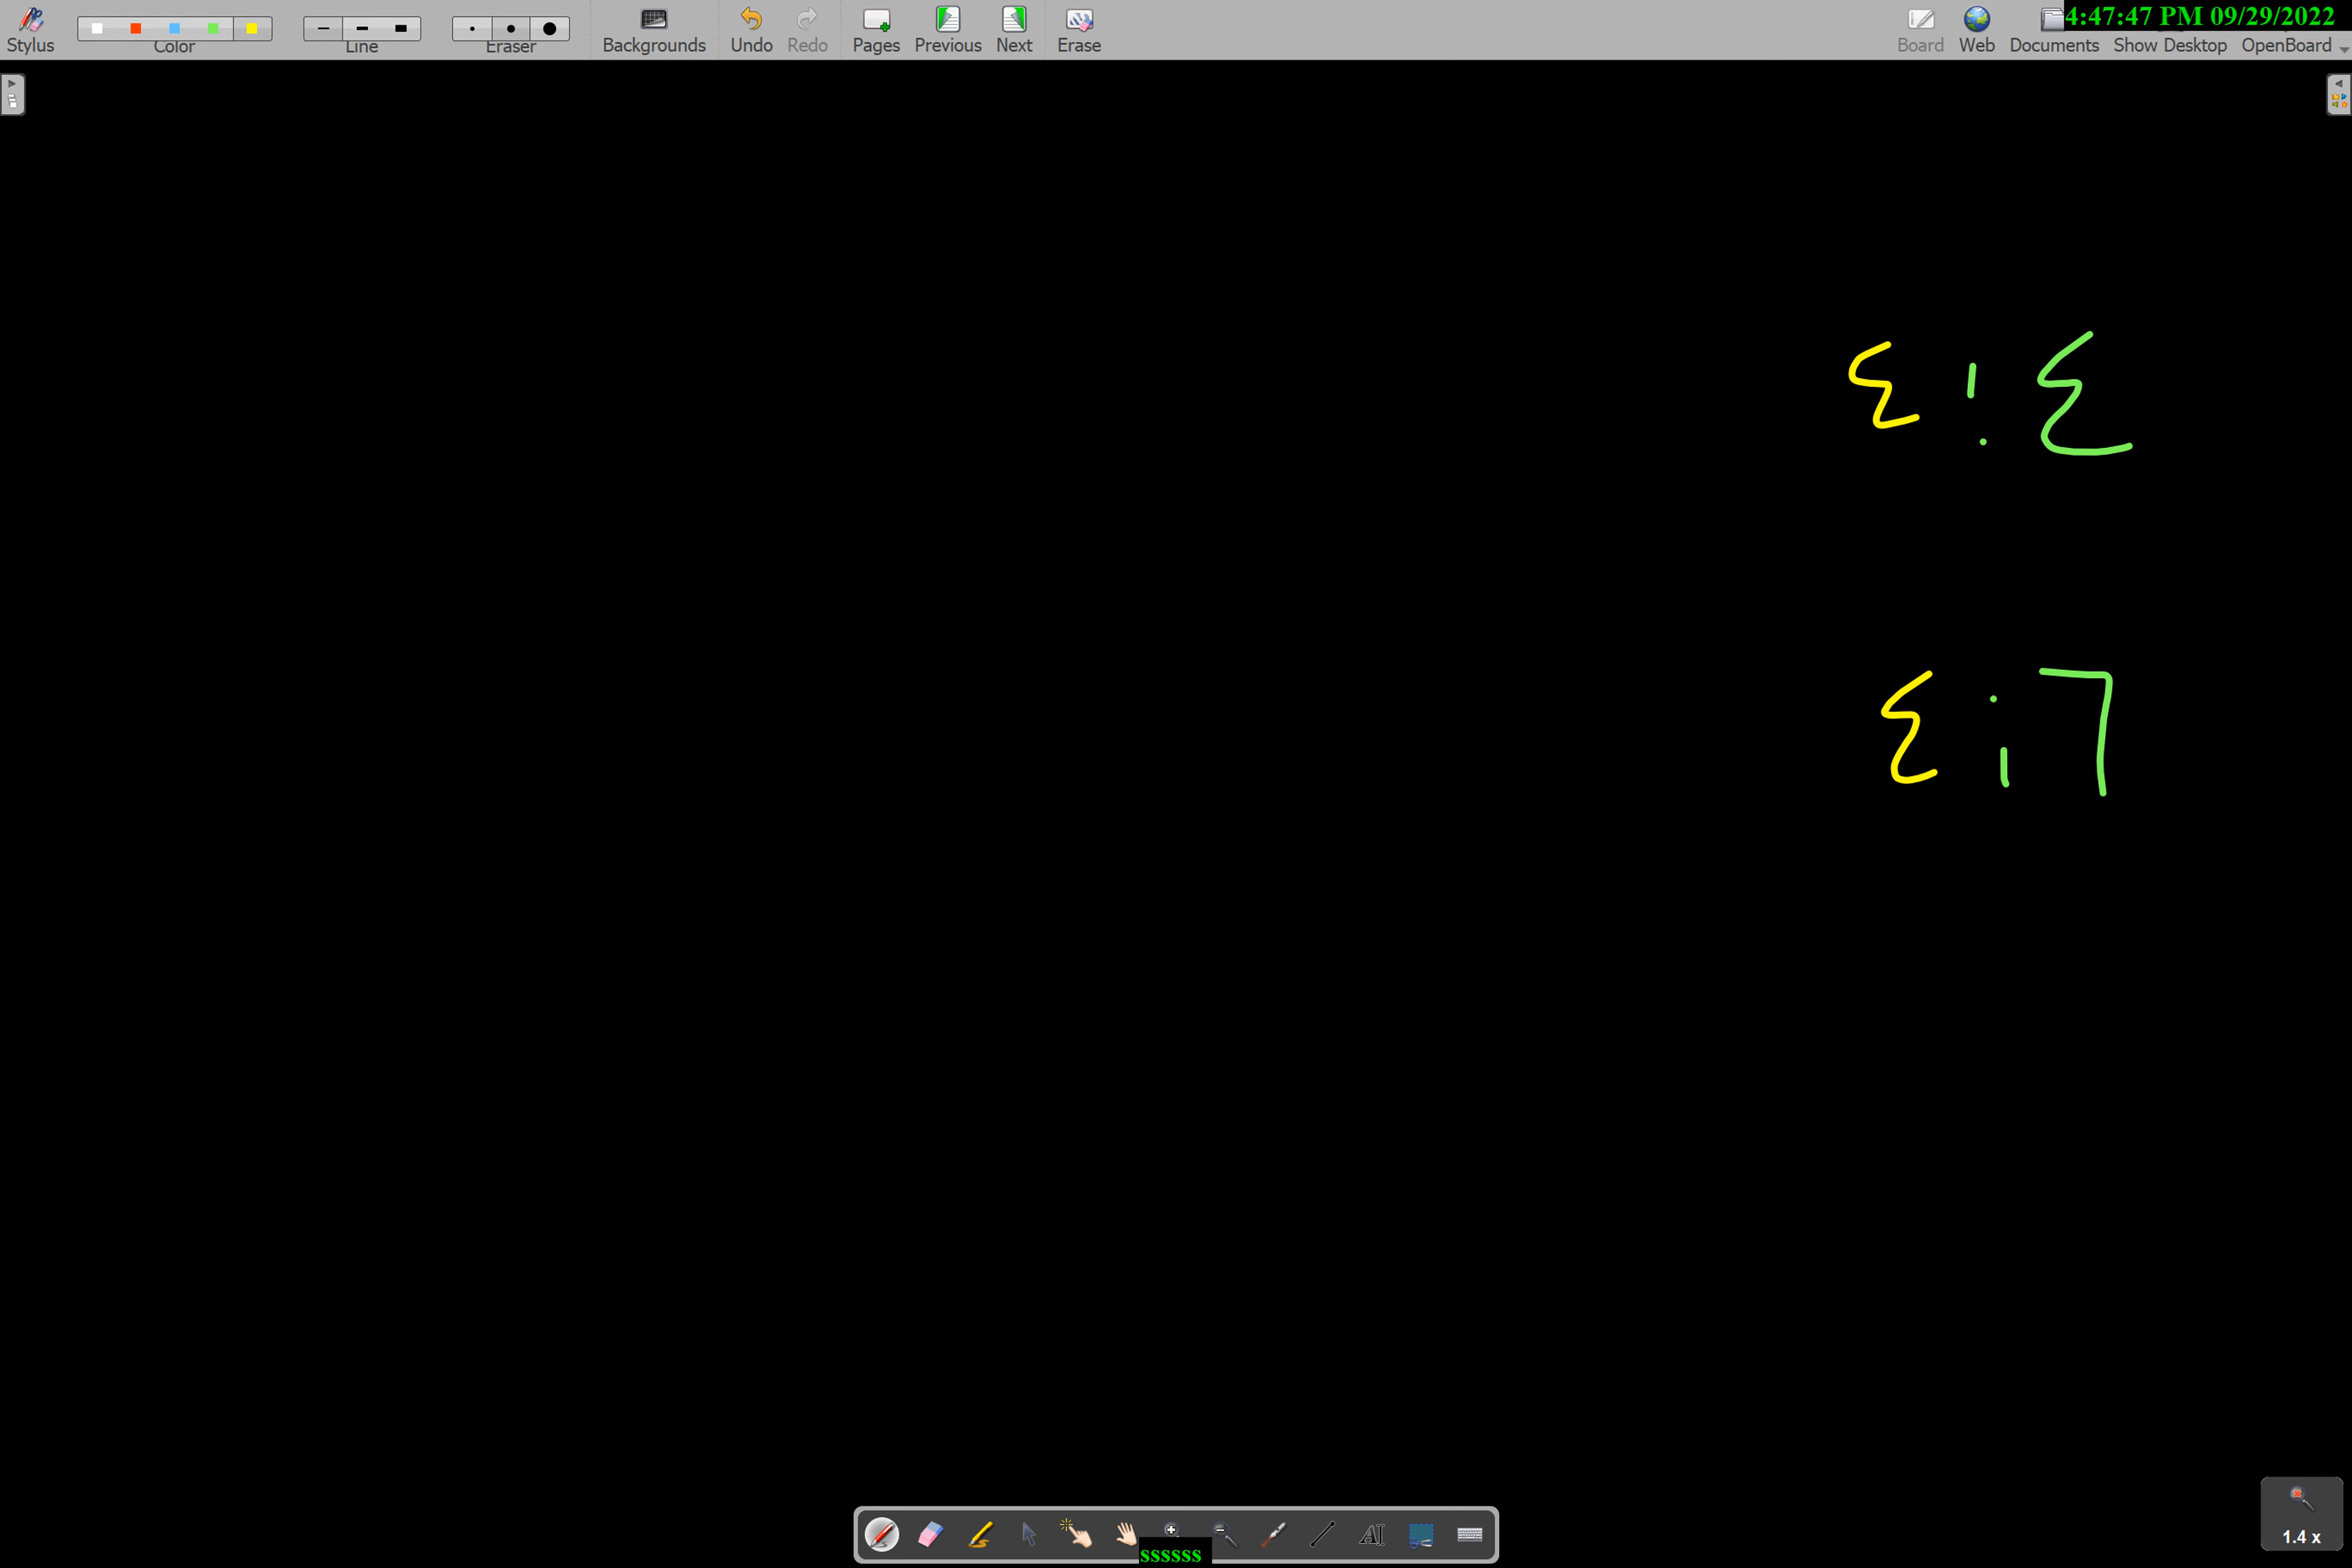 Stylus Color Line Eraser Backgrounds Undo Redo Pages Previous Next Erase Board Web Documents Show Desktop OpenBoard
4:47:47 PM 09/29/2022
٤ : ٤
٤ : ٦
1.4 x
ssssss